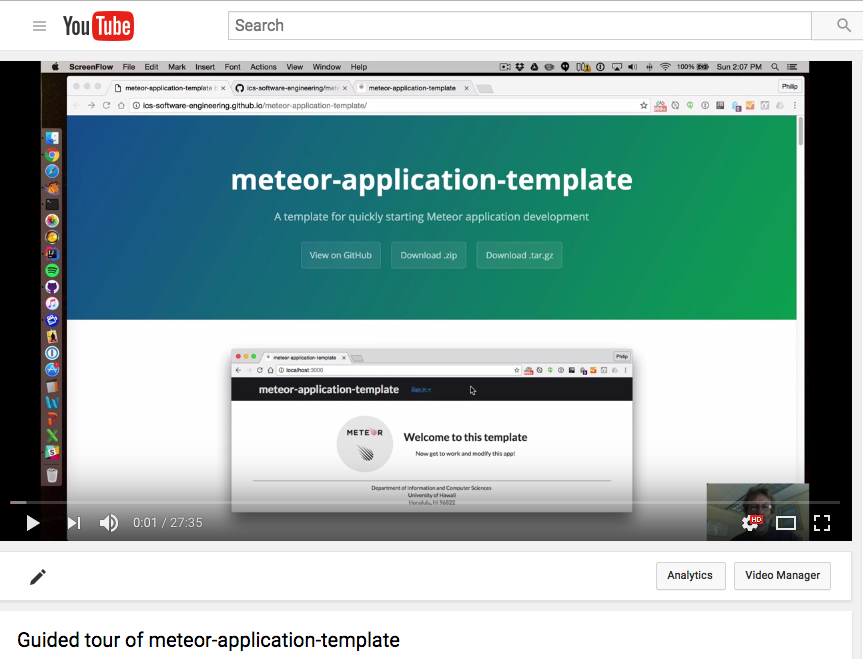 YouTube
Search
ScreenFlow File Edit Mark Insert Font Actions View Window Help 100% Sun 2:07 PM
meteor-application-template ics-software-engineering/mete meteor-application-template Philip
ics-software-engineering.github.io/meteor-application-template/
meteor-application-template
A template for quickly starting Meteor application development
View on GitHub Download .zip Download .tar.gz
meteor-application-template Philip
localhost:3000
meteor-application-template Sign In
METEOR
Welcome to this template
Now get to work and modify this app!
Department of Information and Computer Sciences
University of Hawaii
Honolulu, HI 96822
0:01 / 27:35 HD
Analytics Video Manager
Guided tour of meteor-application-template